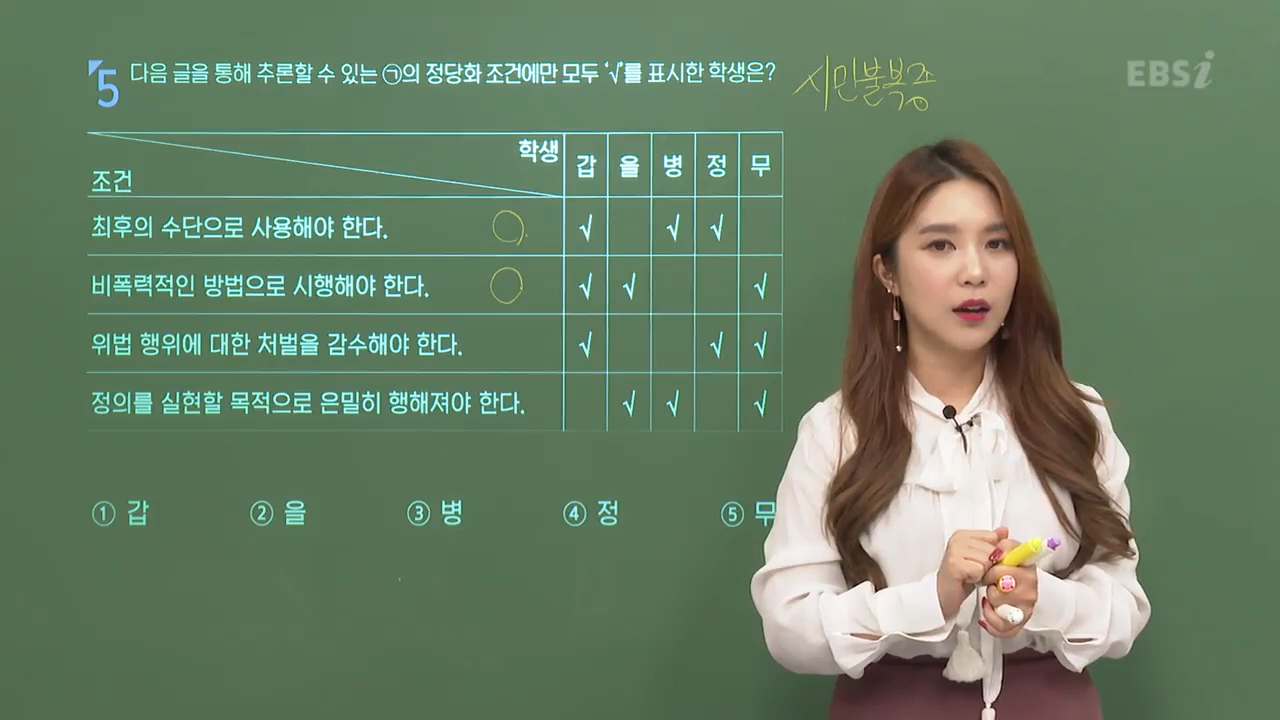 5 다음 글을 통해 추론할 수 있는 ㉠의 정당화 조건에만 모두 ‘√’를 표시한 학생은?
시민불복종
EBSi
학생
조건
갑 을 병 정 무
최후의 수단으로 사용해야 한다. √ √ √
비폭력적인 방법으로 시행해야 한다. √ √ √
위법 행위에 대한 처벌을 감수해야 한다. √ √ √
정의를 실현할 목적으로 은밀히 행해져야 한다. √ √ √
① 갑 ② 을 ③ 병 ④ 정 ⑤ 무